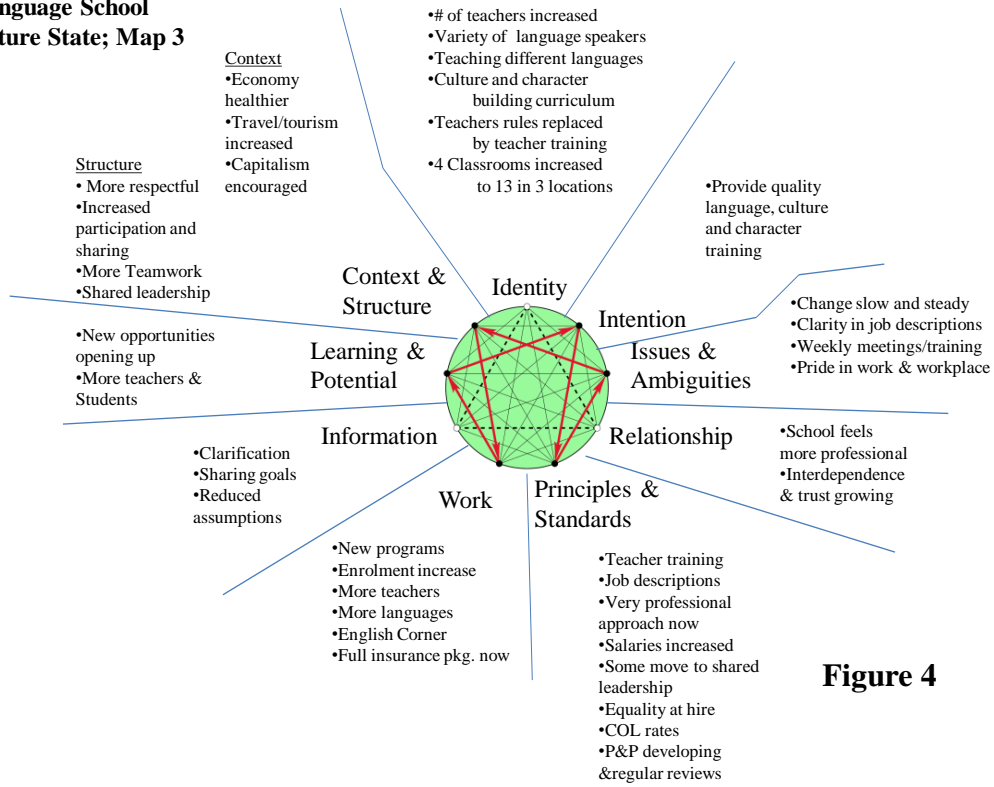 nguage School
ture State; Map 3
Context
•Economy
healthier
•Travel/tourism
increased
•Capitalism
encouraged
•# of teachers increased
•Variety of language speakers
•Teaching different languages
•Culture and character
building curriculum
•Teachers rules replaced
by teacher training
•4 Classrooms increased
to 13 in 3 locations
Structure
• More respectful
•Increased
participation and
sharing
•More Teamwork
•Shared leadership
•Provide quality
language, culture
and character
training
Context &
Structure
Identity
Intention
•Change slow and steady
•Clarity in job descriptions
•Weekly meetings/training
•Pride in work & workplace
•New opportunities
opening up
•More teachers &
Students
Learning &
Potential
Issues &
Ambiguities
Information
Relationship
•Clarification
•Sharing goals
•Reduced
assumptions
•School feels
more professional
•Interdependence
& trust growing
Work
Principles &
Standards
•New programs
•Enrolment increase
•More teachers
•More languages
•English Corner
•Full insurance pkg. now
•Teacher training
•Job descriptions
•Very professional
approach now
•Salaries increased
•Some move to shared
leadership
•Equality at hire
•COL rates
•P&P developing
&regular reviews
Figure 4